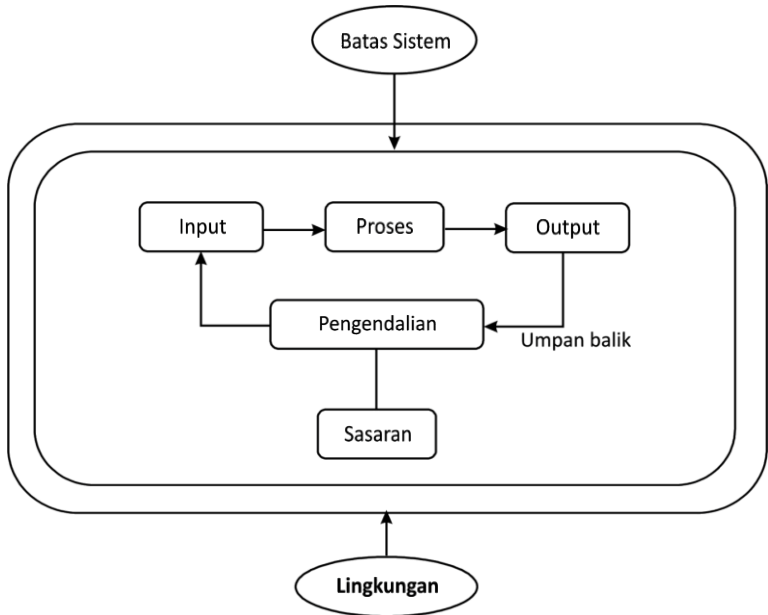 Batas Sistem
Input
Proses
Output
Pengendalian
Umpan balik
Sasaran
Lingkungan